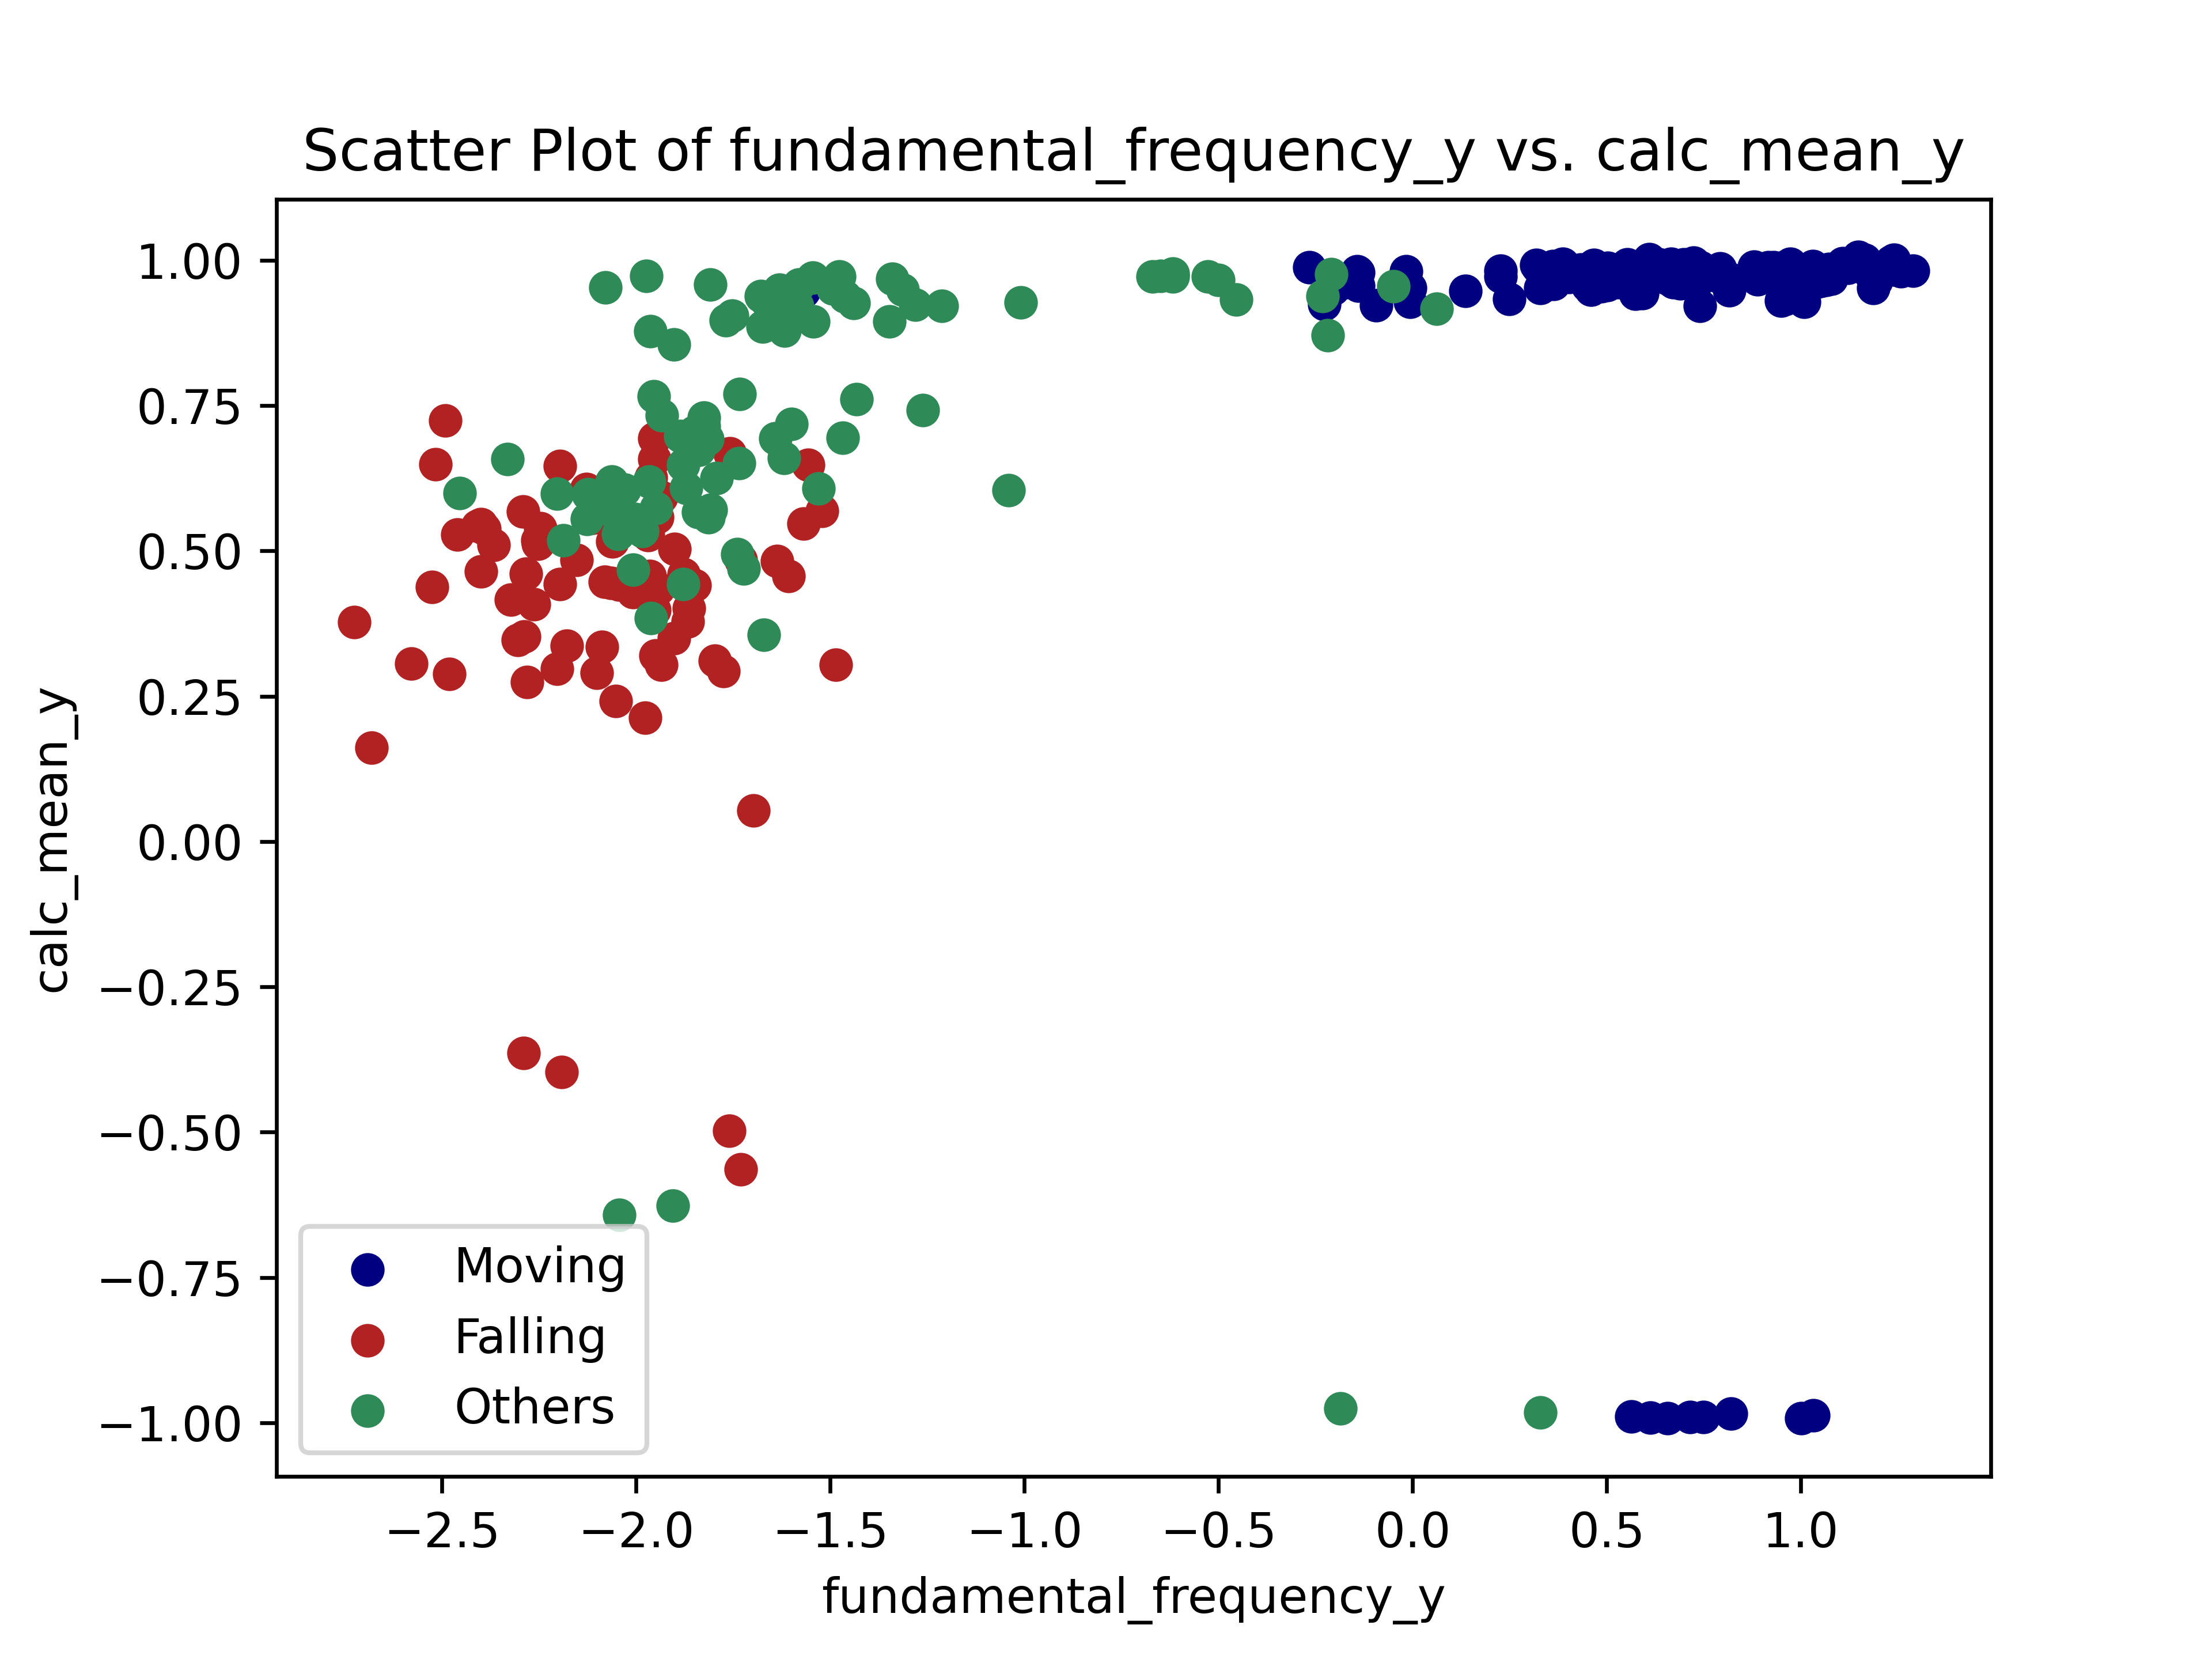 Scatter Plot of fundamental_frequency_y vs. calc_mean_y
1.00
0.75
0.50
0.25
0.00
−0.25
−0.50
−0.75
−1.00
calc_mean_y
Moving
Falling
Others
−2.5 −2.0 −1.5 −1.0 −0.5 0.0 0.5 1.0
fundamental_frequency_y